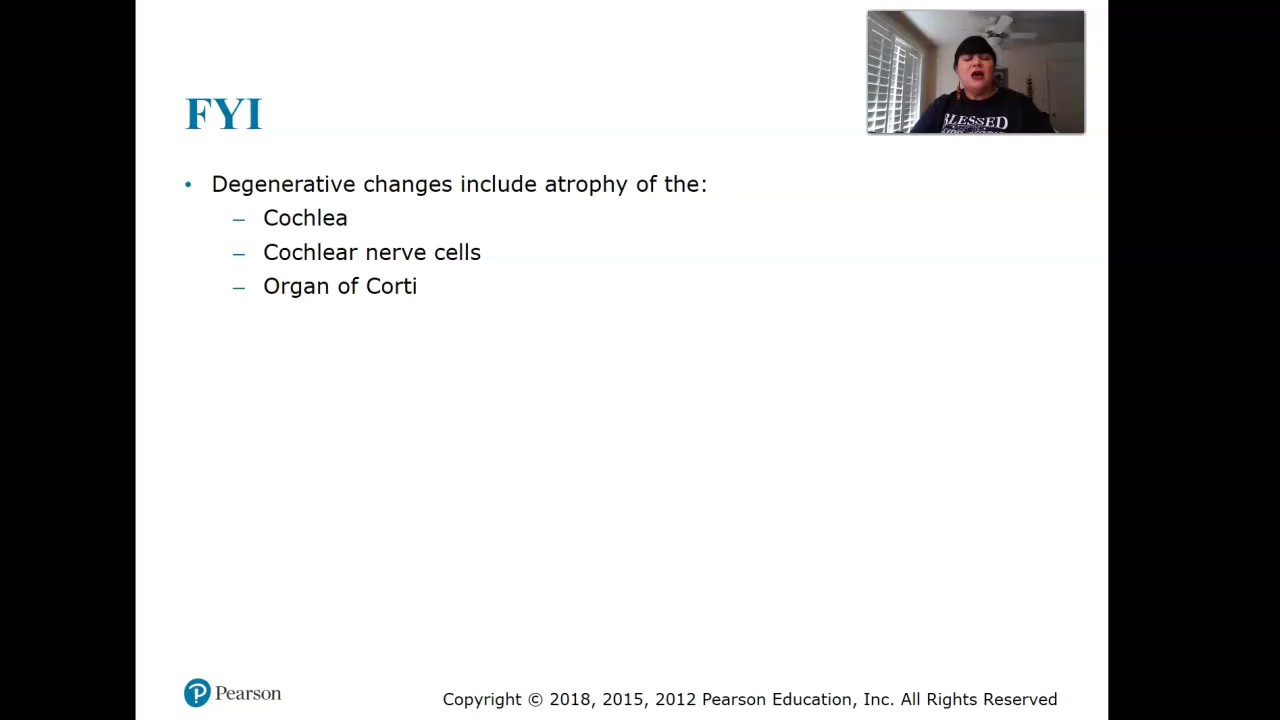 BLESSED
FYI
• Degenerative changes include atrophy of the:
– Cochlea
– Cochlear nerve cells
– Organ of Corti
Pearson
Copyright © 2018, 2015, 2012 Pearson Education, Inc. All Rights Reserved